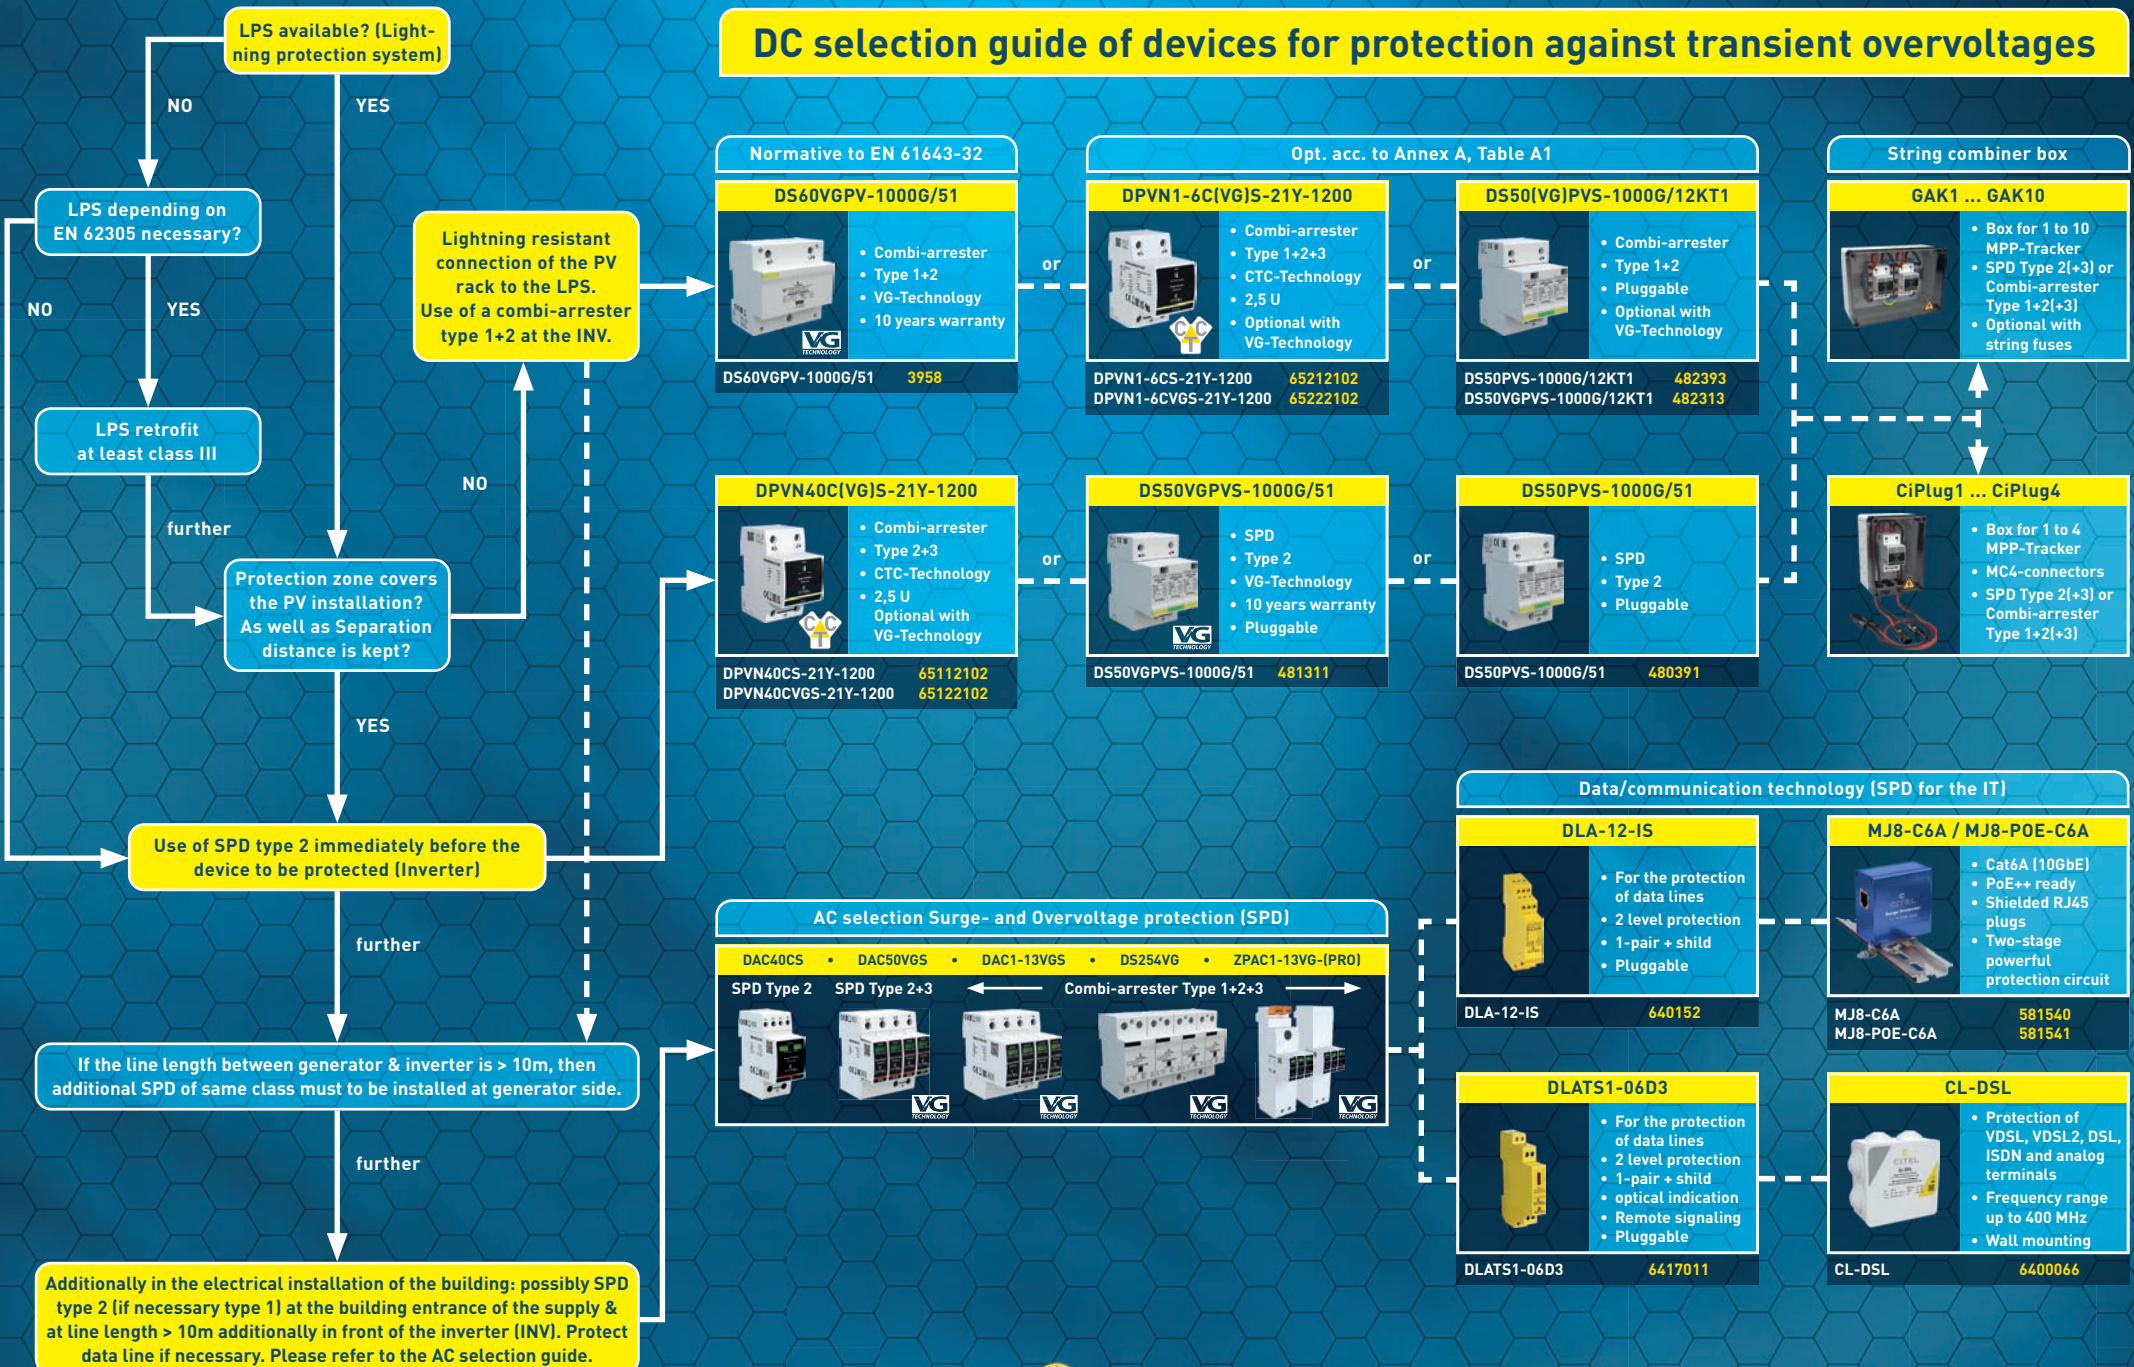 LPS available? (Light-
ning protection system)
DC selection guide of devices for protection against transient overvoltages
NO
YES
LPS depending on
EN 62305 necessary?
NO
YES
LPS retrofit
at least class III
further
Lightning resistant
connection of the PV
rack to the LPS.
Use of a combi-arrester
type 1+2 at the INV.
NO
Protection zone covers
the PV installation?
As well as Separation
distance is kept?
YES
Use of SPD type 2 immediately before the
device to be protected (Inverter)
further
If the line length between generator & inverter is > 10m, then
additional SPD of same class must to be installed at generator side.
further
Additionally in the electrical installation of the building: possibly SPD
type 2 (if necessary type 1) at the building entrance of the supply &
at line length > 10m additionally in front of the inverter (INV). Protect
data line if necessary. Please refer to the AC selection guide.
Normative to EN 61643-32
DS60VGPV-1000G/51
• Combi-arrester
• Type 1+2
• VG-Technology
• 10 years warranty
VG
TECHNOLOGY
DS60VGPV-1000G/51 3958
or
Opt. acc. to Annex A, Table A1
DPVN1-6C(VG)S-21Y-1200
• Combi-arrester
• Type 1+2+3
• CTC-Technology
• 2,5 U
• Optional with
VG-Technology
C T C
DPVN1-6CS-21Y-1200 65212102
DPVN1-6CVGS-21Y-1200 65222102
or
DS50(VG)PVS-1000G/12KT1
• Combi-arrester
• Type 1+2
• Pluggable
• Optional with
VG-Technology
DS50PVS-1000G/12KT1 482393
DS50VGPVS-1000G/12KT1 482313
String combiner box
GAK1 ... GAK10
• Box for 1 to 10
MPP-Tracker
• SPD Type 2(+3) or
Combi-arrester
Type 1+2(+3)
• Optional with
string fuses
DPVN40C(VG)S-21Y-1200
• Combi-arrester
• Type 2+3
• CTC-Technology
• 2,5 U
Optional with
VG-Technology
C T C
DPVN40CS-21Y-1200 65112102
DPVN40CVGS-21Y-1200 65122102
or
DS50VGPVS-1000G/51
• SPD
• Type 2
• VG-Technology
• 10 years warranty
• Pluggable
VG
TECHNOLOGY
DS50VGPVS-1000G/51 481311
or
DS50PVS-1000G/51
• SPD
• Type 2
• Pluggable
DS50PVS-1000G/51 480391
CiPlug1 ... CiPlug4
• Box for 1 to 4
MPP-Tracker
• MC4-connectors
• SPD Type 2(+3) or
Combi-arrester
Type 1+2(+3)
AC selection Surge- and Overvoltage protection (SPD)
DAC40CS • DAC50VGS • DAC1-13VGS • DS254VG • ZPAC1-13VG-(PRO)
SPD Type 2 SPD Type 2+3 Combi-arrester Type 1+2+3
VG
TECHNOLOGY
VG
TECHNOLOGY
VG
TECHNOLOGY
VG
TECHNOLOGY
Data/communication technology (SPD for the IT)
DLA-12-IS
• For the protection
of data lines
• 2 level protection
• 1-pair + shild
• Pluggable
DLA-12-IS 640152
MJ8-C6A / MJ8-POE-C6A
CITEL
• Cat6A (10GbE)
• PoE++ ready
• Shielded RJ45
plugs
• Two-stage
powerful
protection circuit
MJ8-C6A 581540
MJ8-POE-C6A 581541
DLATS1-06D3
• For the protection
of data lines
• 2 level protection
• 1-pair + shild
• optical indication
• Remote signaling
• Pluggable
DLATS1-06D3 6417011
CL-DSL
CITEL
• Protection of
VDSL, VDSL2, DSL,
ISDN and analog
terminals
• Frequency range
up to 400 MHz
• Wall mounting
CL-DSL 6400066